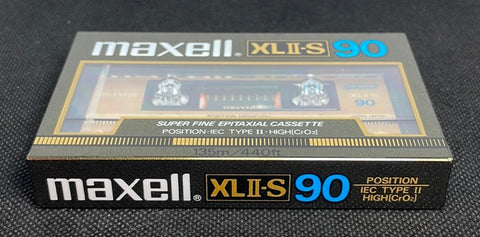 maxell® XLII-S 90
XLII-S
90
SUPER FINE EPITAXIAL CASSETTE
POSITION·IEC TYPE II·HIGH(CrO₂)
135m/440ft
maxell® XLII-S 90 POSITION
IEC TYPE II
HIGH(CrO₂)